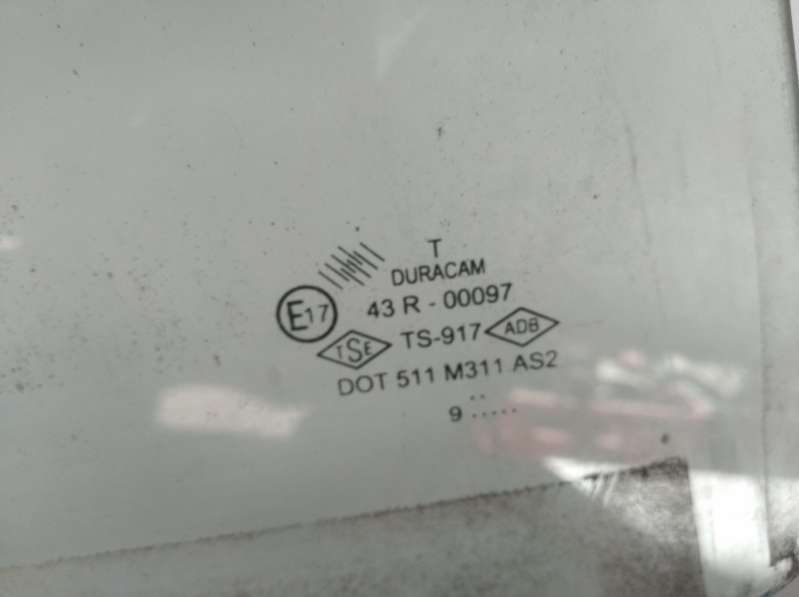 T
DURACAM
E17 43 R - 00097
TSE TS-917 ADB
DOT 511 M311 AS2
..
9 .....